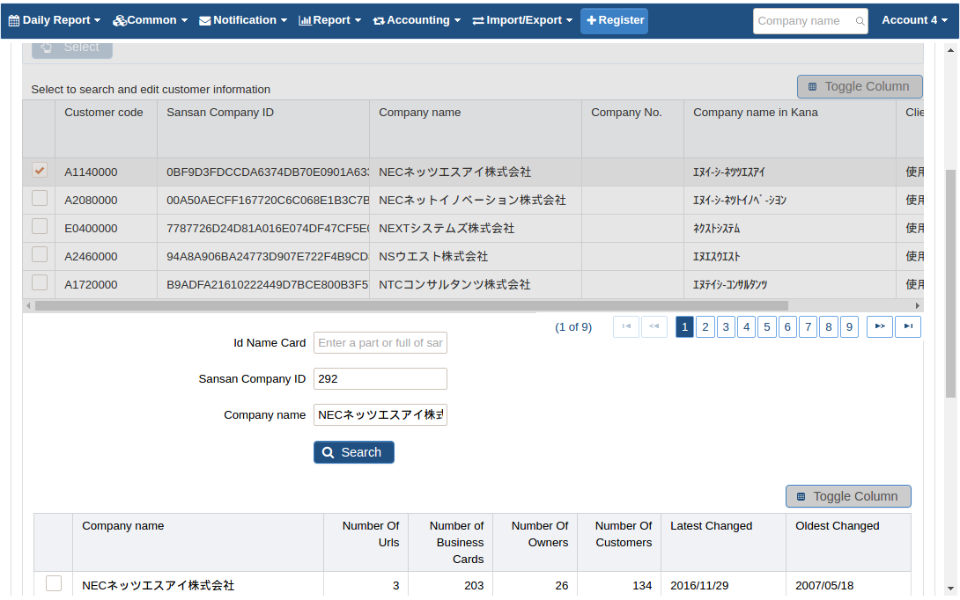 Daily Report Common Notification Report Accounting Import/Export Register Company name Account 4
Select
Select to search and edit customer information
Toggle Column
Customer code Sansan Company ID Company name Company No. Company name in Kana Clie
A1140000 0BF9D3FDCCDA6374DB70E0901A633 NECネッツエスアイ株式会社 ｴﾇｲｰｼｰﾈｯﾂｴｽｱｲ 使用
A2080000 00A50AECFF167720C6C068E1B3C7B NECネットイノベーション株式会社 ｴﾇｲｰｼｰﾈｯﾄｲﾉﾍﾞｰｼｮﾝ 使用
E0400000 7787726D24D81A016E074DF47CF5E NEXTシステムズ株式会社 ﾈｸｽﾄｼｽﾃﾑ 使用
A2460000 94A8A906BA24773D907E722F4B9CD NSウエスト株式会社 ｴﾇｴｽｳｴｽﾄ 使用
A1720000 B9ADFA21610222449D7BCE800B3F5 NTCコンサルタンツ株式会社 ｴﾇﾃｲｼｰｺﾝｻﾙﾀﾝﾂ 使用
(1 of 9) 1 2 3 4 5 6 7 8 9
Id Name Card Enter a part or full of sar
Sansan Company ID 292
Company name NECネッツエスアイ株式
Search
Toggle Column
Company name Number Of Urls Number of Business Cards Number Of Owners Number Of Customers Latest Changed Oldest Changed
NECネッツエスアイ株式会社 3 203 26 134 2016/11/29 2007/05/18